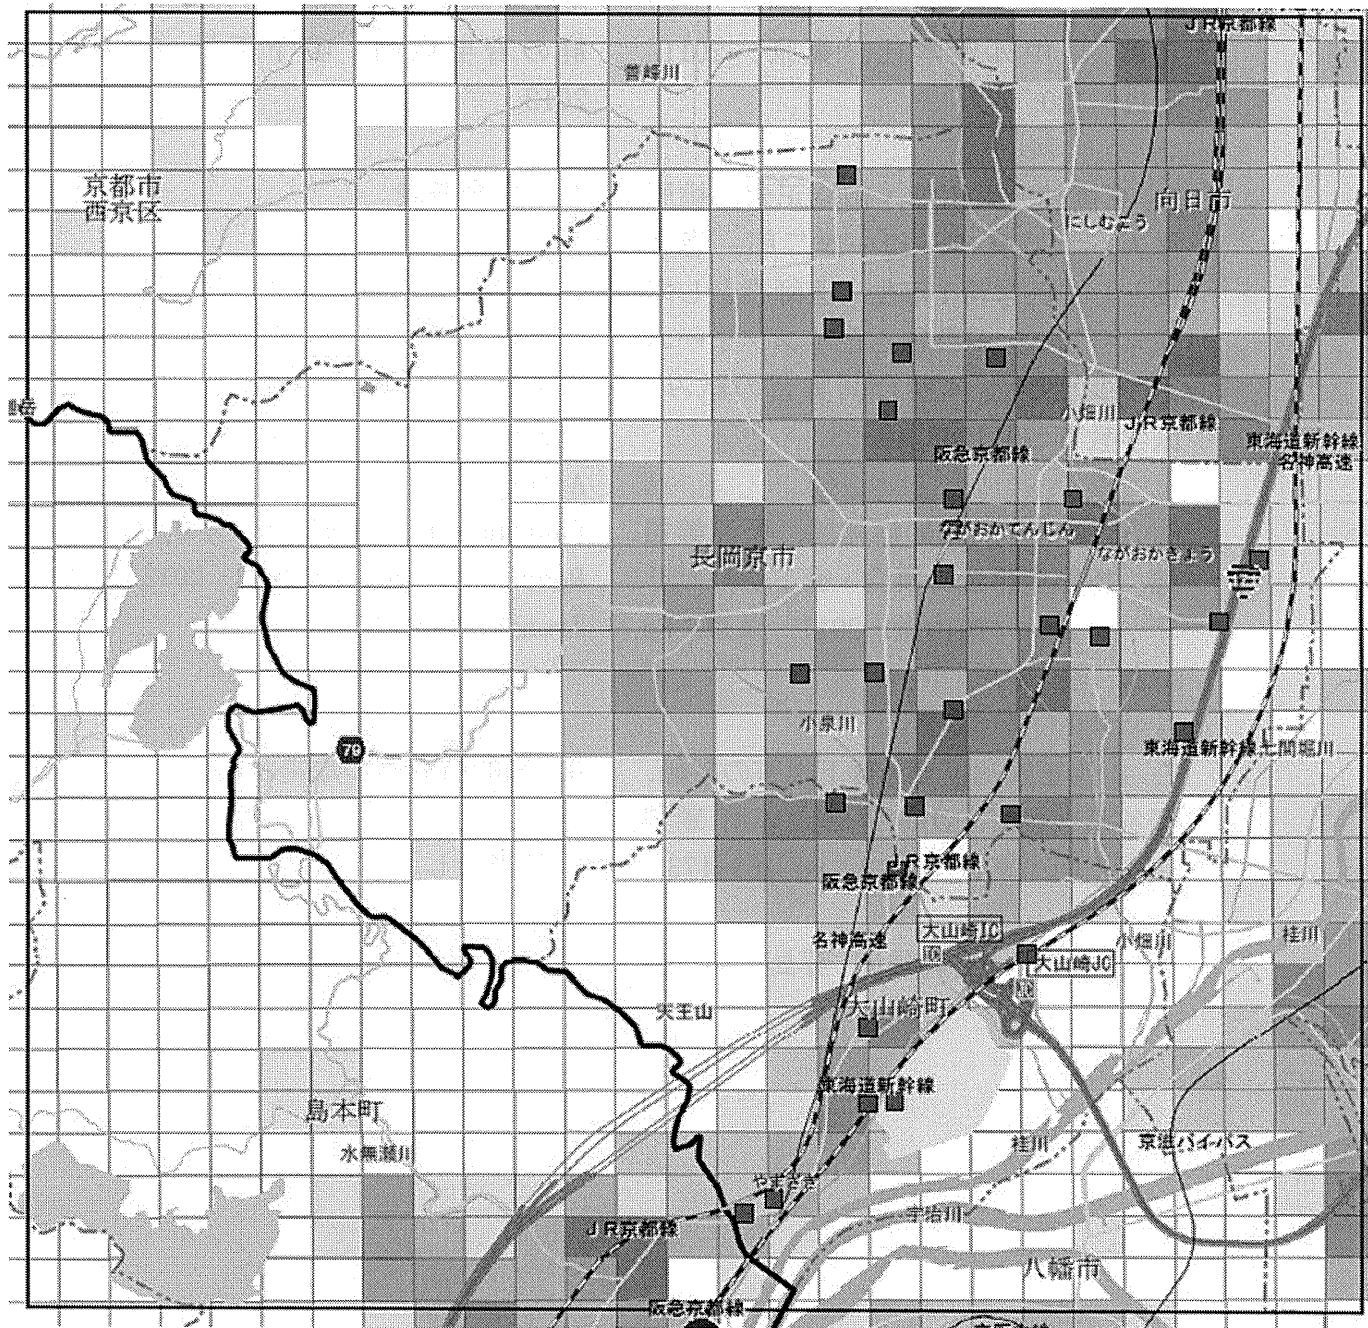 JR京都線
善峰川
京都市
西京区
向日市
にしむこう
小畑川
JR京都線
東海道新幹線
名神高速
阪急京都線
ながおかてんじん
長岡京市
ながおかきょう
小泉川
79
東海道新幹線
JR京都線
阪急京都線
大山崎IC
名神高速
小畑川
桂川
大山崎JC
天王山
大山崎町
東海道新幹線
島本町
水無瀬川
桂川
京滋バイパス
やまざき
宇治川
JR京都線
八幡市
阪急京都線